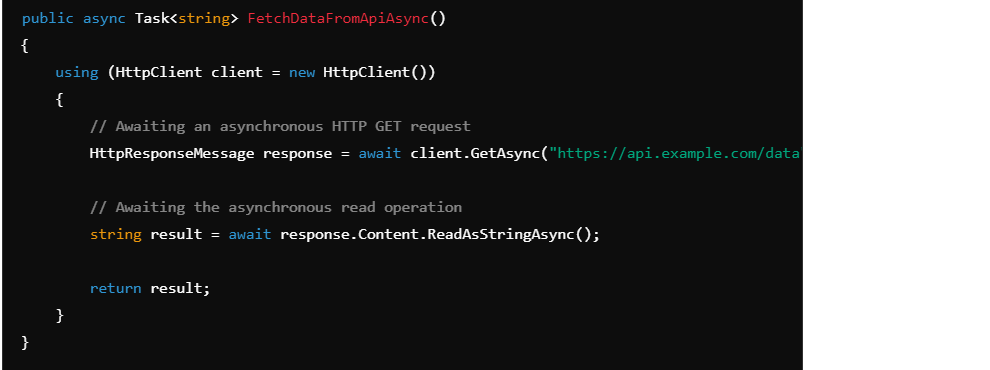 public async Task<string> FetchDataFromApiAsync()
{
using (HttpClient client = new HttpClient())
{
// Awaiting an asynchronous HTTP GET request
HttpResponseMessage response = await client.GetAsync("https://api.example.com/data
// Awaiting the asynchronous read operation
string result = await response.Content.ReadAsStringAsync();
return result;
}
}